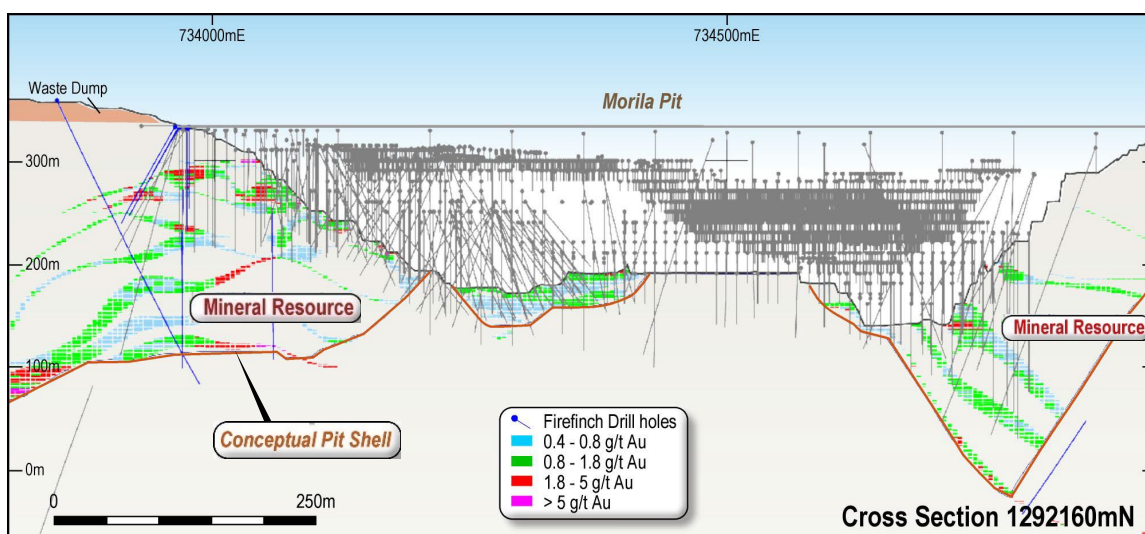 734000mE
734500mE
Waste Dump
Morila Pit
300m
200m
Mineral Resource
Mineral Resource
100m
Conceptual Pit Shell
0m
Firefinch Drill holes
0.4 - 0.8 g/t Au
0.8 - 1.8 g/t Au
1.8 - 5 g/t Au
> 5 g/t Au
0
250m
Cross Section 1292160mN